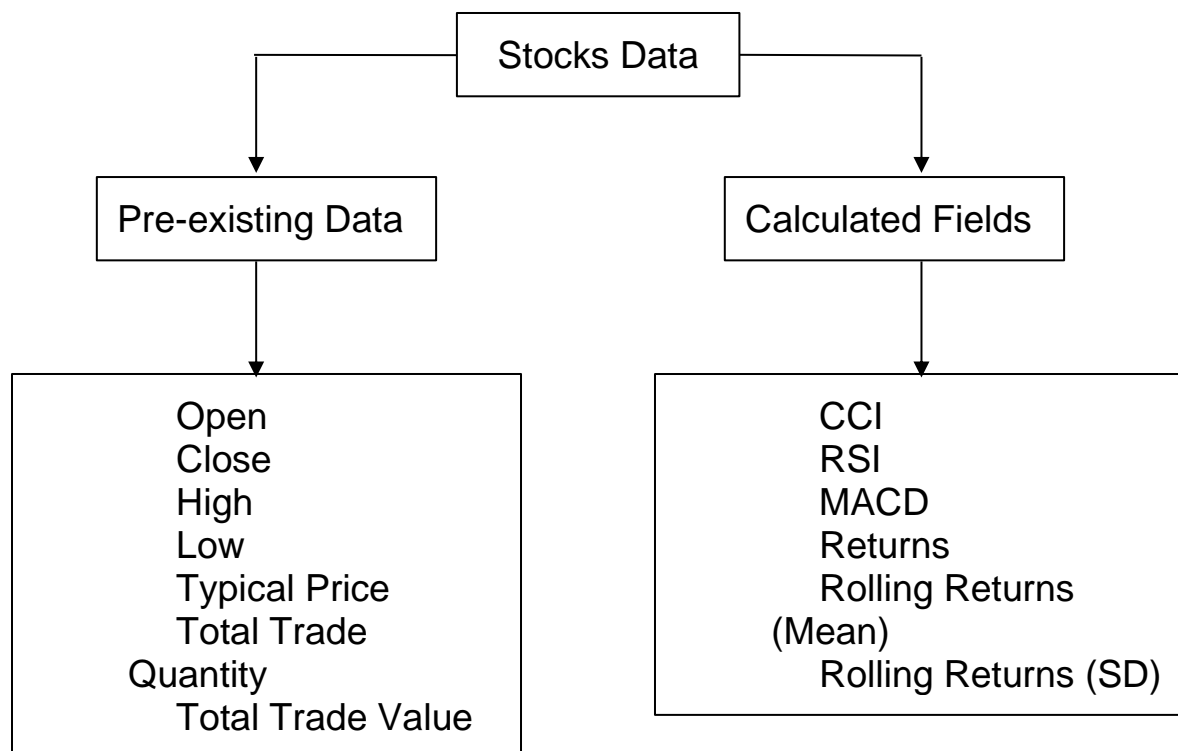 Stocks Data
Pre-existing Data
Calculated Fields
Open
Close
High
Low
Typical Price
Total Trade
Quantity
Total Trade Value
CCI
RSI
MACD
Returns
Rolling Returns
(Mean)
Rolling Returns (SD)